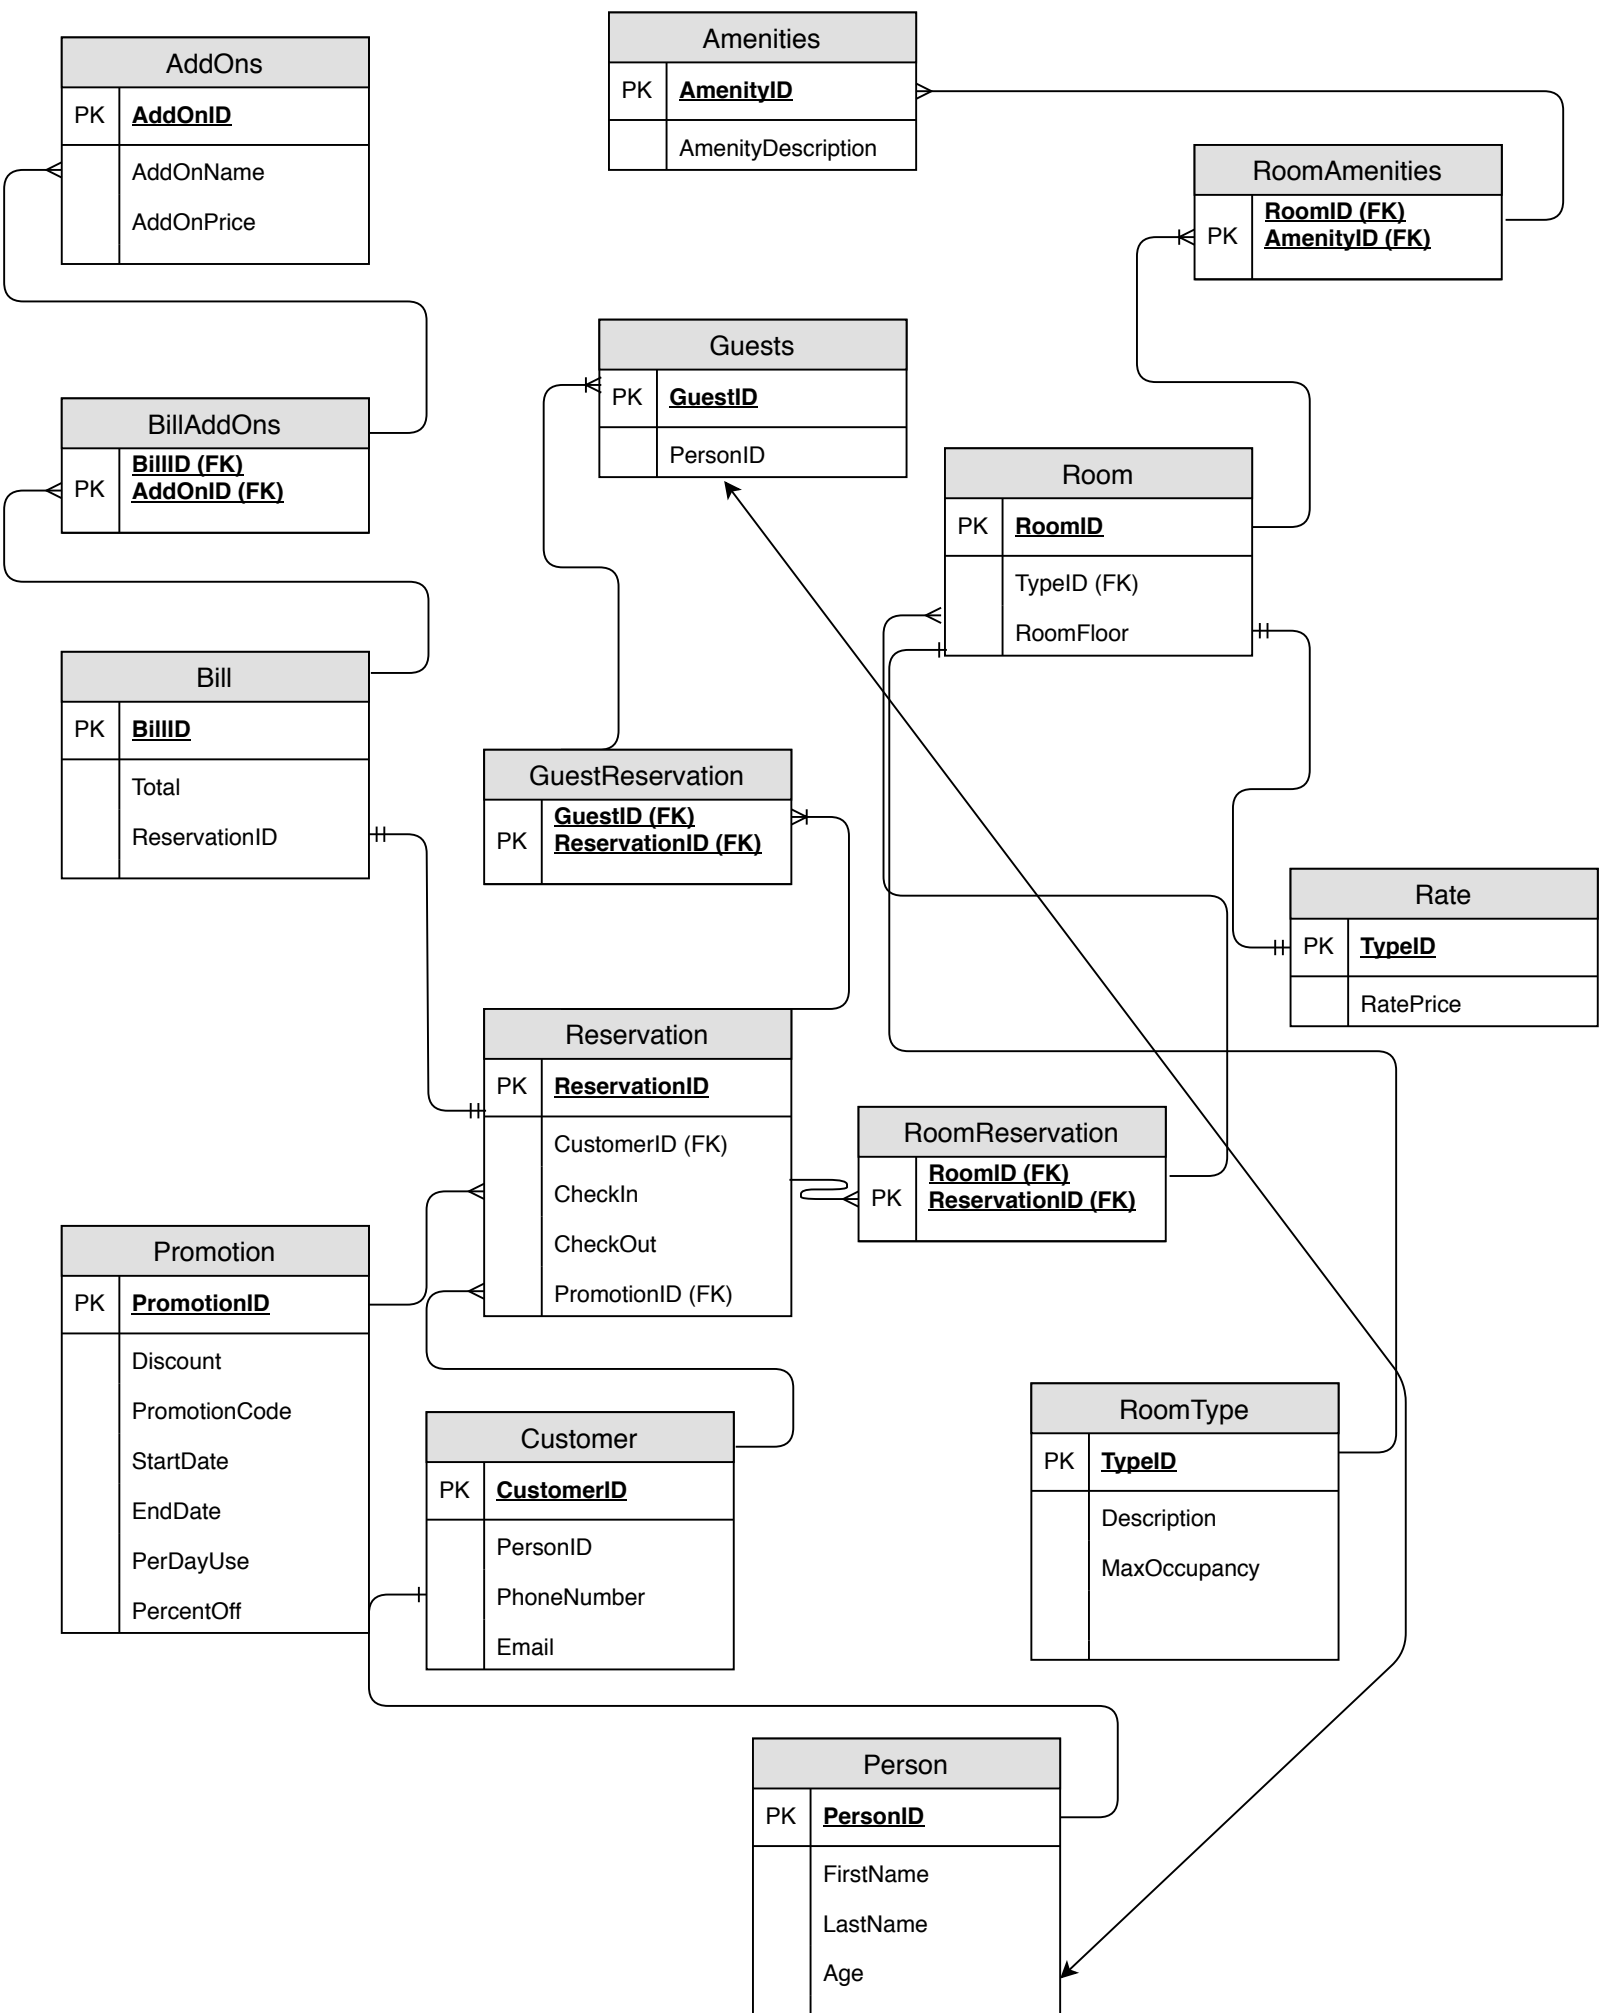 AddOns
PK AddOnID
AddOnName
AddOnPrice
Amenities
PK AmenityID
AmenityDescription
RoomAmenities
PK RoomID (FK)
AmenityID (FK)
Guests
PK GuestID
PersonID
BillAddOns
PK BillID (FK)
AddOnID (FK)
Room
PK RoomID
TypeID (FK)
RoomFloor
Bill
PK BillID
Total
ReservationID
GuestReservation
PK GuestID (FK)
ReservationID (FK)
Rate
PK TypeID
RatePrice
Reservation
PK ReservationID
CustomerID (FK)
CheckIn
CheckOut
PromotionID (FK)
RoomReservation
PK RoomID (FK)
ReservationID (FK)
Promotion
PK PromotionID
Discount
PromotionCode
StartDate
EndDate
PerDayUse
PercentOff
Customer
PK CustomerID
PersonID
PhoneNumber
Email
RoomType
PK TypeID
Description
MaxOccupancy
Person
PK PersonID
FirstName
LastName
Age